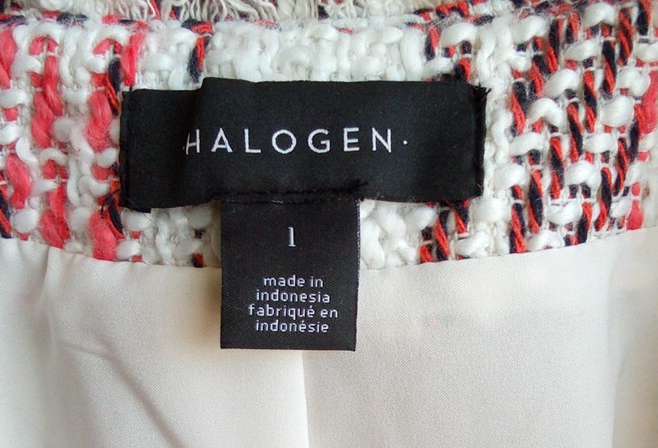 HALOGEN.
1
made in
indonesia
fabriqué en
indonésie